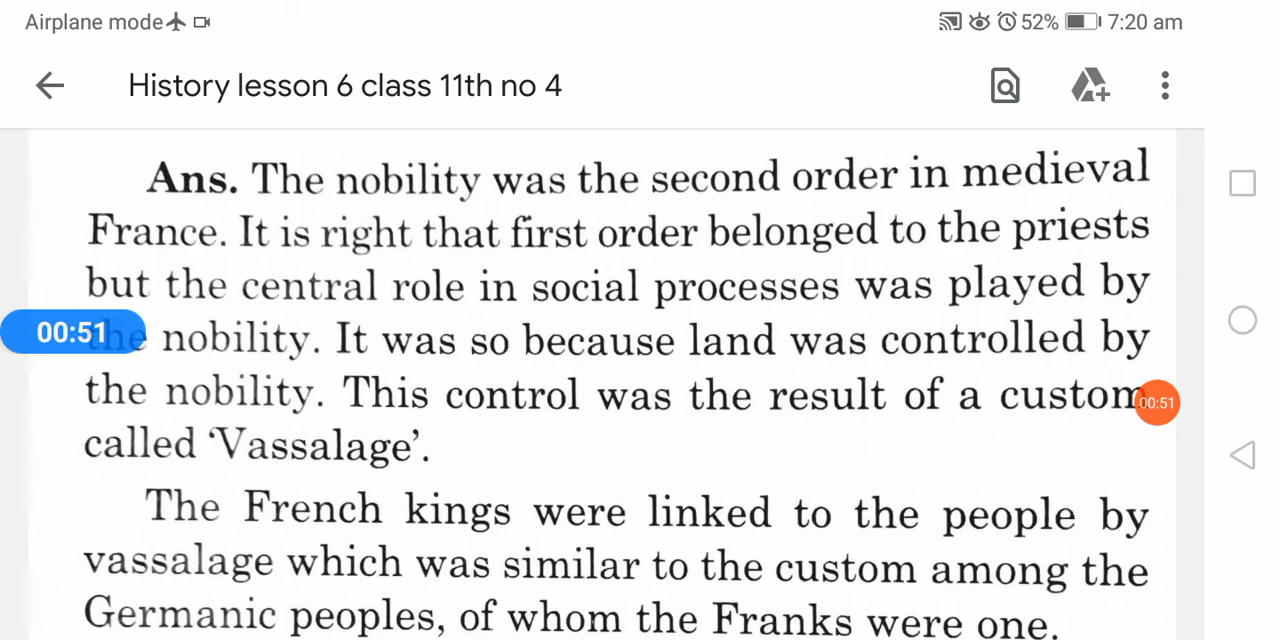 Airplane mode 52% 7:20 am
History lesson 6 class 11th no 4
Ans. The nobility was the second order in medieval
France. It is right that first order belonged to the priests
but the central role in social processes was played by
00:51 the nobility. It was so because land was controlled by
the nobility. This control was the result of a custom 00:51
called ‘Vassalage’.
The French kings were linked to the people by
vassalage which was similar to the custom among the
Germanic peoples, of whom the Franks were one.